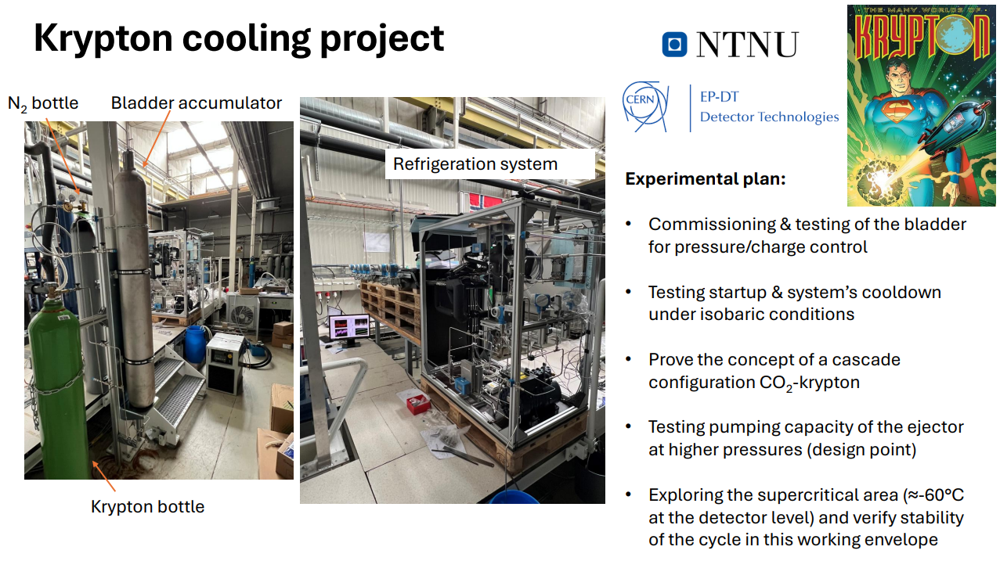 Krypton cooling project
NTNU
THE MANY WORLDS OF
KRYPTON
CERN
EP-DT
Detector Technologies
N₂ bottle
Bladder accumulator
Refrigeration system
Krypton bottle
Experimental plan:
• Commissioning & testing of the bladder
for pressure/charge control
• Testing startup & system’s cooldown
under isobaric conditions
• Prove the concept of a cascade
configuration CO₂-krypton
• Testing pumping capacity of the ejector
at higher pressures (design point)
• Exploring the supercritical area (≈-60°C
at the detector level) and verify stability
of the cycle in this working envelope